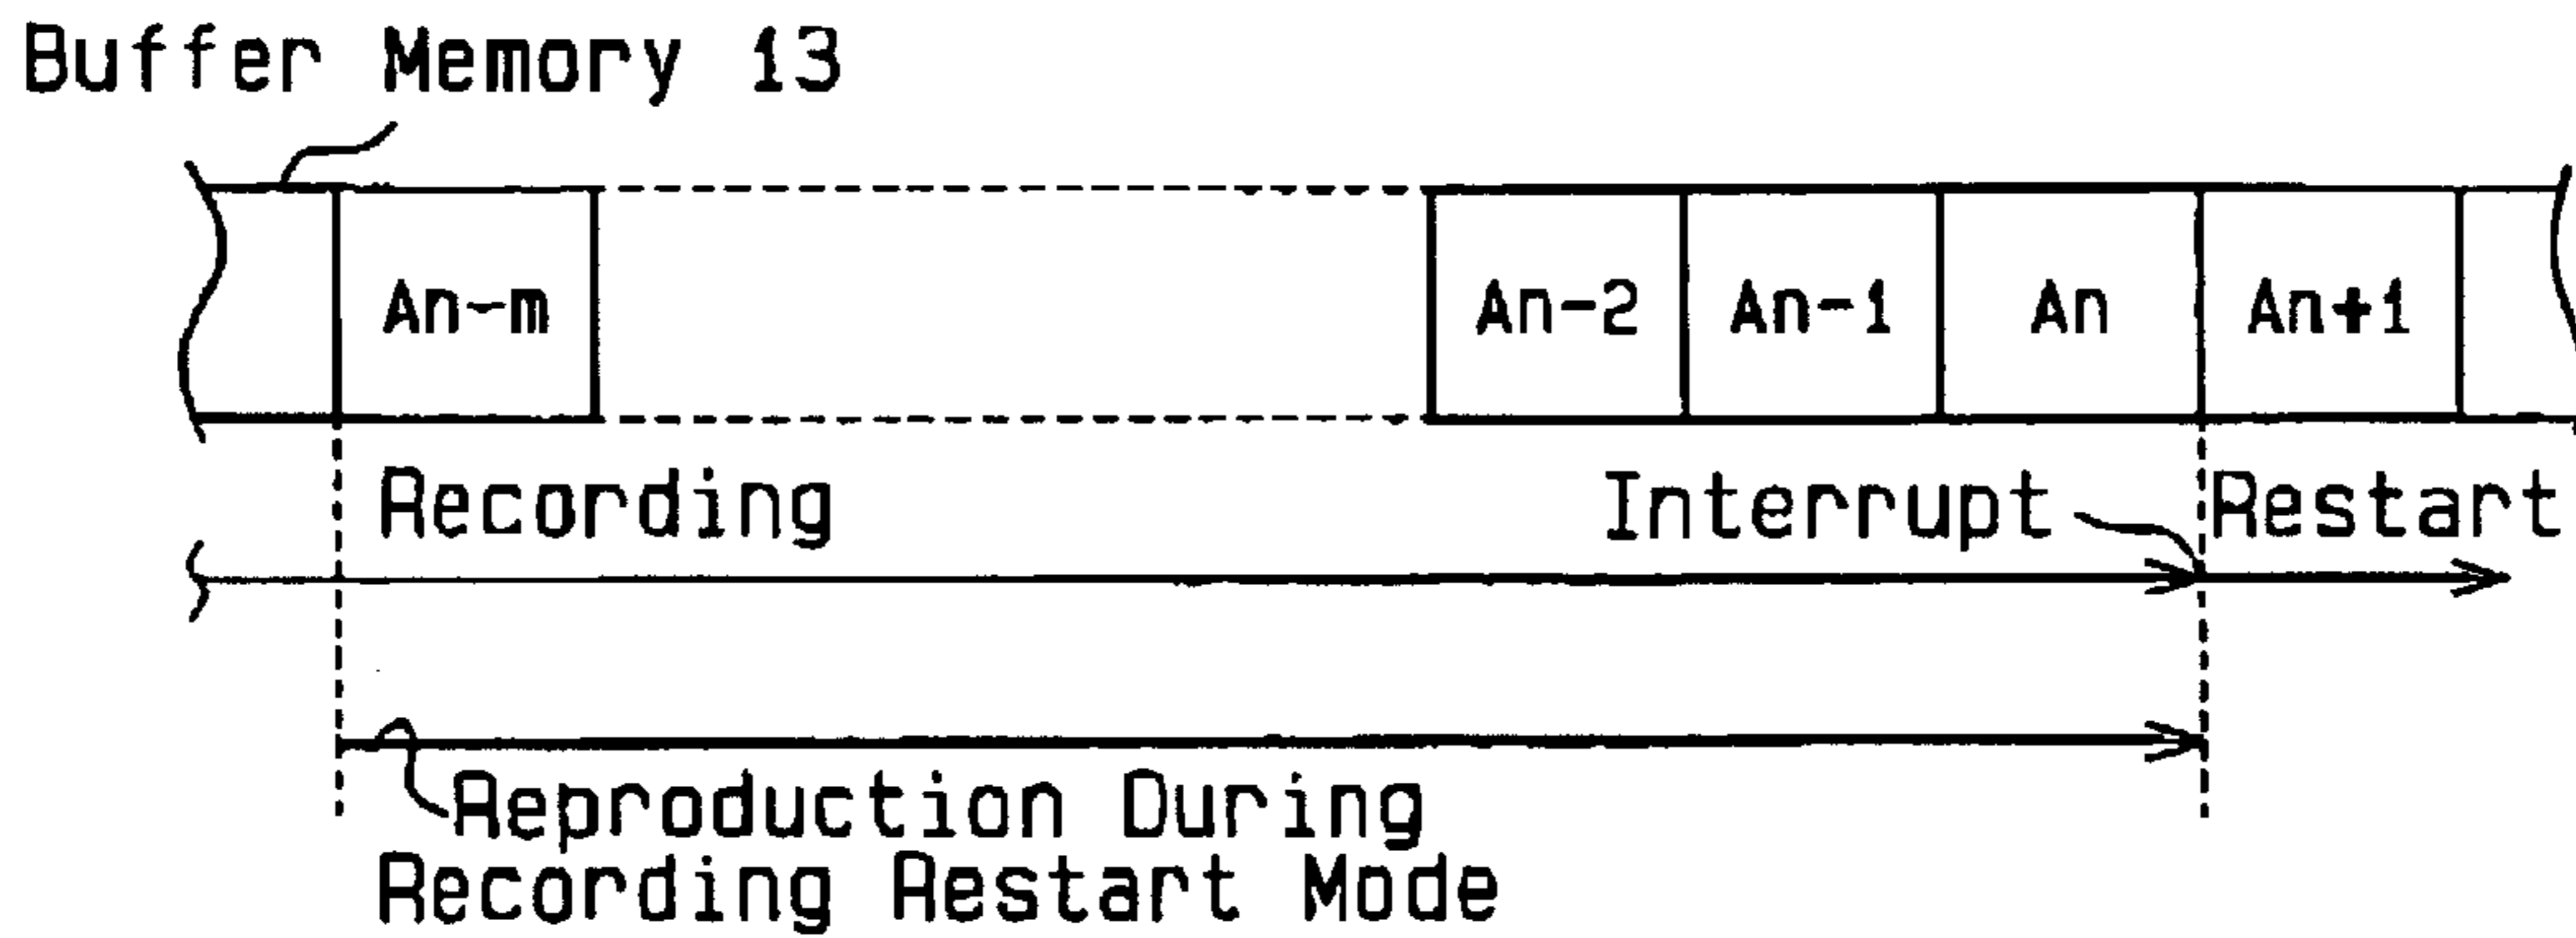 Buffer Memory 13
An-m
An-2
An-1
An
An+1
Recording
Interrupt
Restart
Reproduction During
Recording Restart Mode